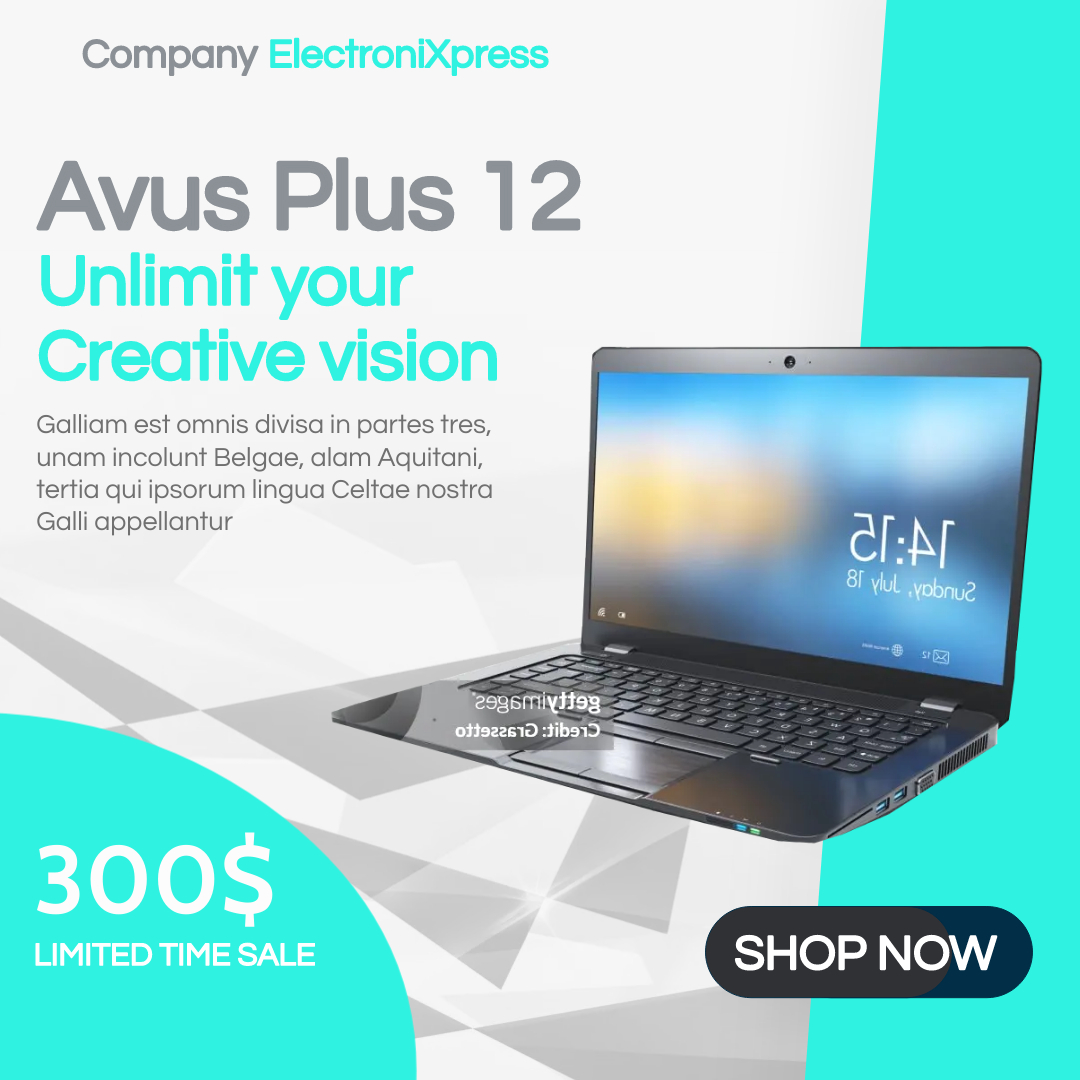 Company ElectroniXpress
Avus Plus 12
Unlimit your
Creative vision
Galliam est omnis divisa in partes tres,
unam incolunt Belgae, alam Aquitani,
tertia qui ipsorum lingua Celtae nostra
Galli appellantur
14:15
Sunday, July 18
12
gettyimages
Credit: Grassetto
300$
LIMITED TIME SALE
SHOP NOW